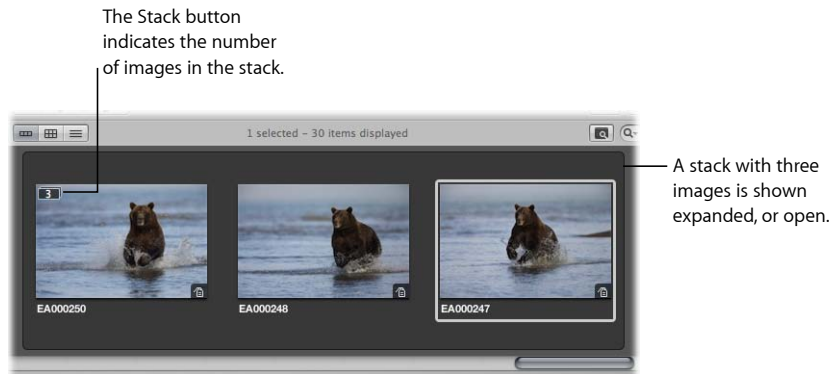 The Stack button
indicates the number
of images in the stack.
1 selected – 30 items displayed
A stack with three
images is shown
expanded, or open.
3
EA000250
EA000248
EA000247